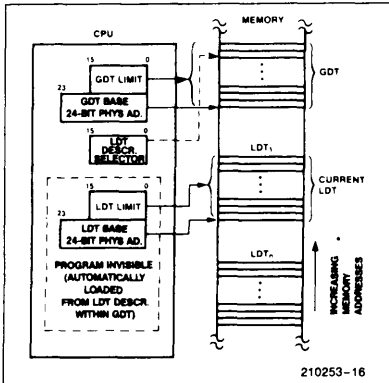 MEMORY
CPU
15 0
GDT LIMIT
23
GDT BASE
24-BIT PHYS AD.
GDT
15 0
LDT
DESCR.
SELECTOR
LDT₁
15 0
LDT LIMIT
23
LDT BASE
24-BIT PHYS AD.
CURRENT
LDT
PROGRAM INVISIBLE
(AUTOMATICALLY
LOADED
FROM LDT DESCR.
WITHIN GDT)
LDTₙ
INCREASING
MEMORY
ADDRESSES
210253-16